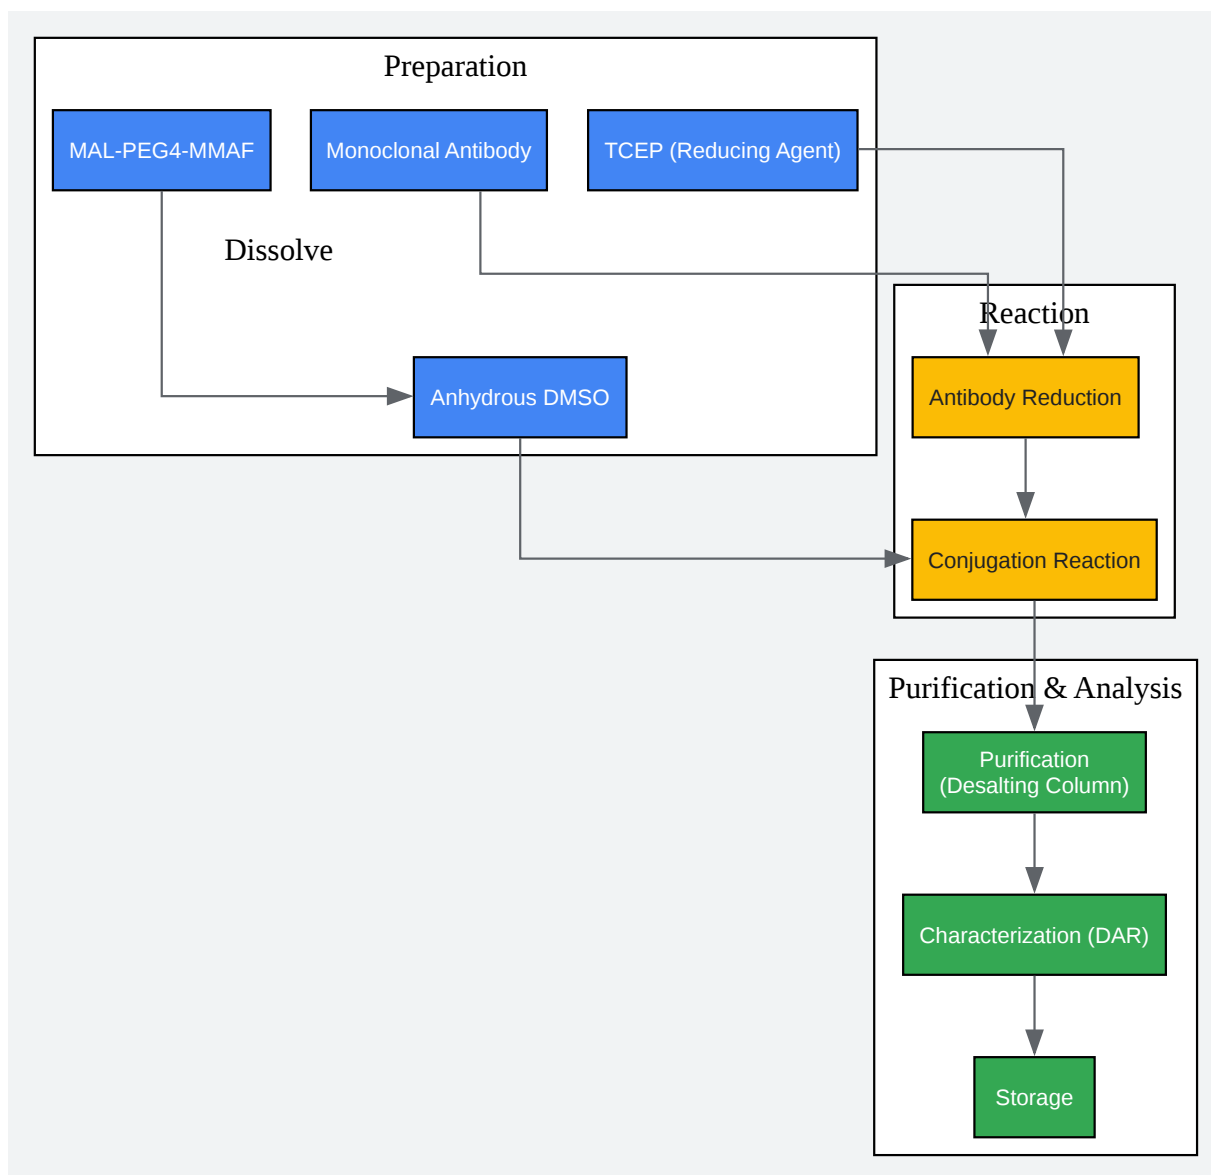 Preparation
MAL-PEG4-MMAF
Monoclonal Antibody
TCEP (Reducing Agent)
Dissolve
Anhydrous DMSO
Reaction
Antibody Reduction
Conjugation Reaction
Purification & Analysis
Purification
(Desalting Column)
Characterization (DAR)
Storage